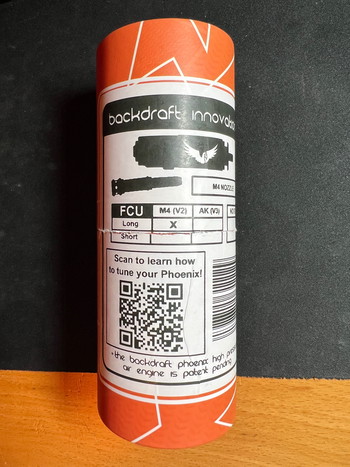 backdraft innovatio
M4 NOZZLE
FCU M4 (V2) AK (V3)
Long X
Short
Scan to learn how
to tune your Phoenix!
• the backdraft phoenix high pres
air engine is patent pending